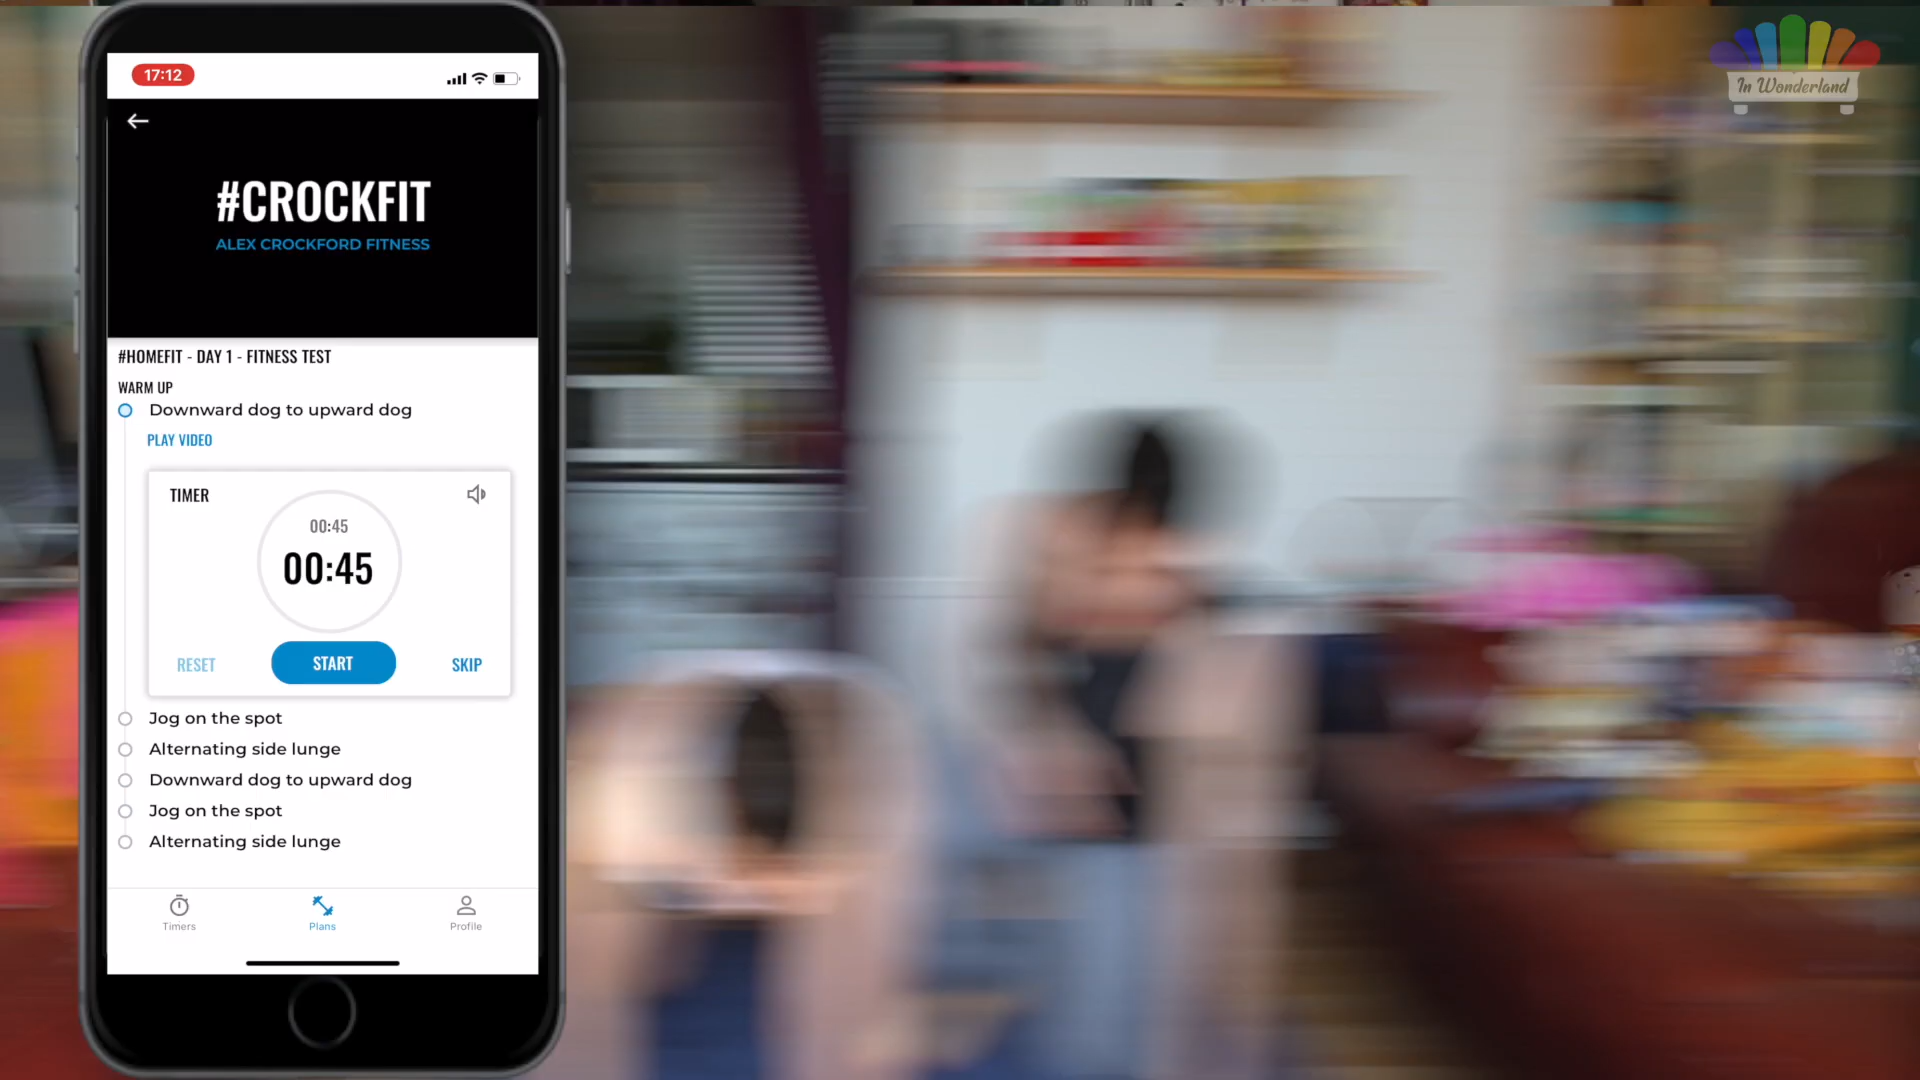 17:12
In Wonderland
#CROCKFIT
ALEX CROCKFORD FITNESS
#HOMEFIT - DAY 1 - FITNESS TEST
WARM UP
Downward dog to upward dog
PLAY VIDEO
TIMER
00:45
00:45
RESET
START
SKIP
Jog on the spot
Alternating side lunge
Downward dog to upward dog
Jog on the spot
Alternating side lunge
Timers
Plans
Profile